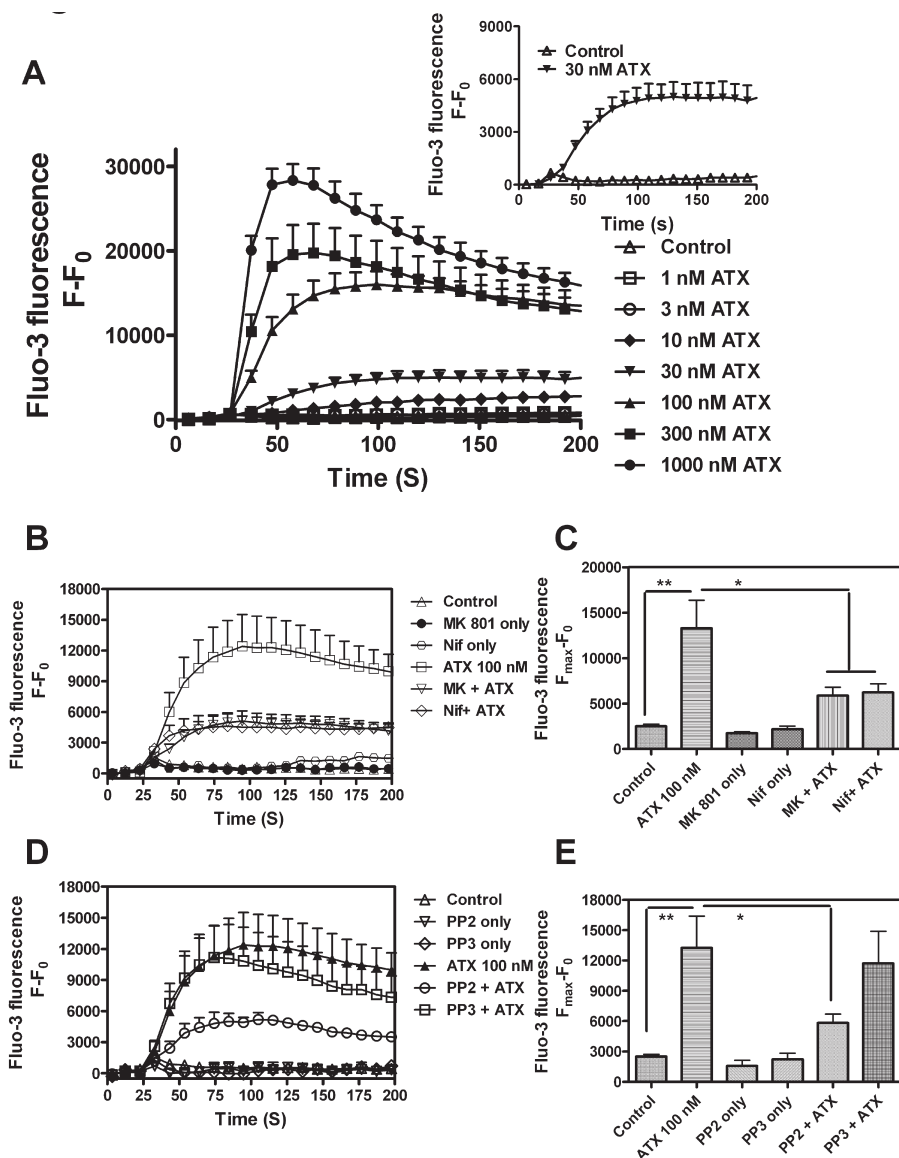 A
Fluo-3 fluorescence
F-F0
30000
20000
10000
0
0 50 100 150 200
Time (S)
Fluo-3 fluorescence
F-F0
9000
6000
3000
0
0 50 100 150 200
Time (s)
Control
30 nM ATX
Control
1 nM ATX
3 nM ATX
10 nM ATX
30 nM ATX
100 nM ATX
300 nM ATX
1000 nM ATX
B
Fluo-3 fluorescence
F-F0
18000
15000
12000
9000
6000
3000
0
0 25 50 75 100 125 150 175 200
Time (S)
Control
MK 801 only
Nif only
ATX 100 nM
MK + ATX
Nif+ ATX
C
Fluo-3 fluorescence
Fmax-F0
20000
15000
10000
5000
0
** *
Control
ATX 100 nM
MK 801 only
Nif only
MK + ATX
Nif+ ATX
D
Fluo-3 fluorescence
F-F0
18000
15000
12000
9000
6000
3000
0
0 25 50 75 100 125 150 175 200
Time (S)
Control
PP2 only
PP3 only
ATX 100 nM
PP2 + ATX
PP3 + ATX
E
Fluo-3 fluorescence
Fmax-F0
18000
15000
12000
9000
6000
3000
0
** *
Control
ATX 100 nM
PP2 only
PP3 only
PP2 + ATX
PP3 + ATX